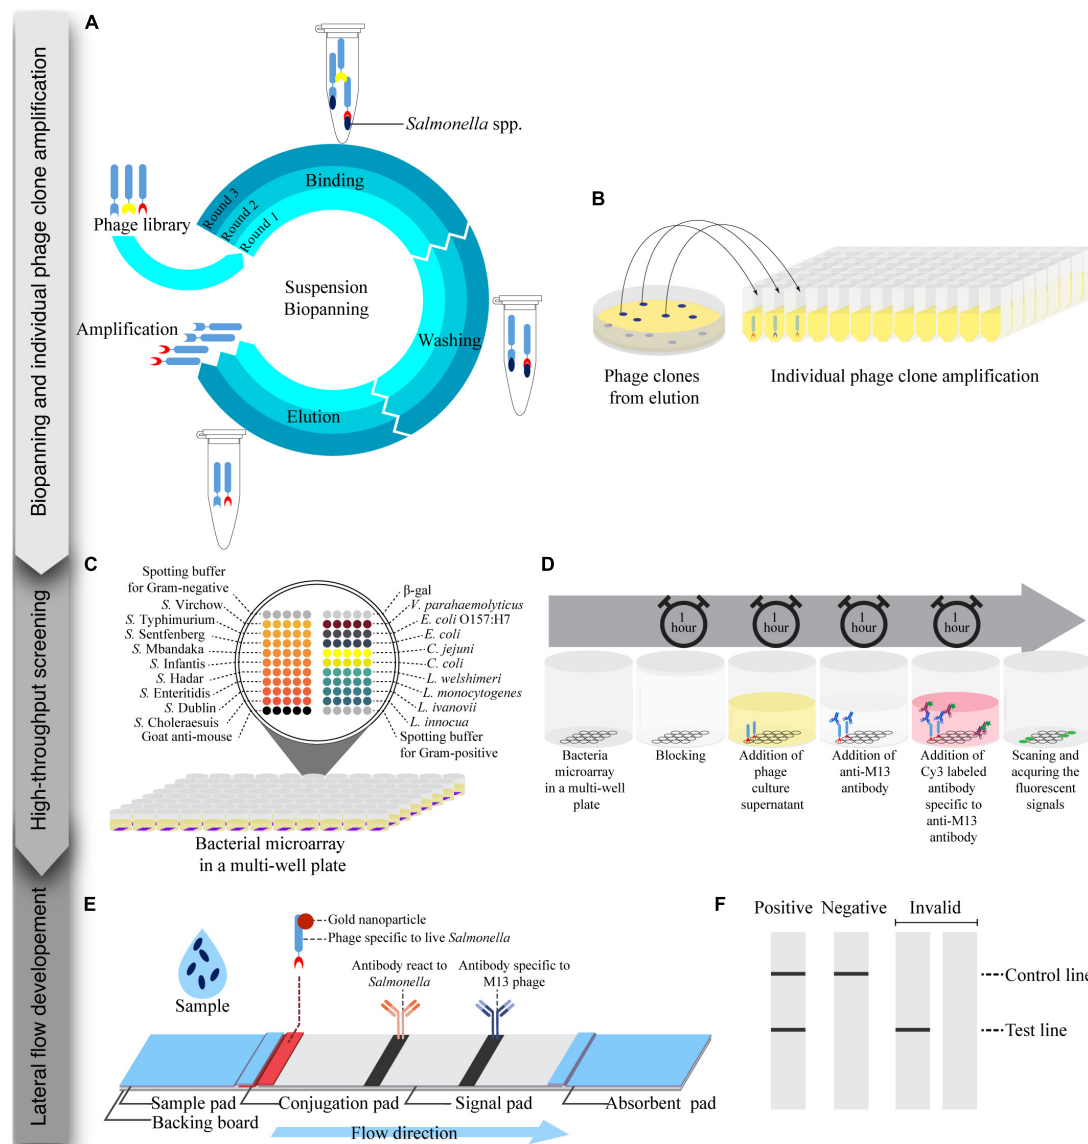 Biopanning and individual phage clone amplification
High-throughput screening
Lateral flow developement
A
Salmonella spp.
Phage library
Round 3
Round 2
Round 1
Binding
Suspension
Biopanning
Washing
Amplification
Elution
B
Phage clones
from elution
Individual phage clone amplification
C
Spotting buffer
for Gram-negative
S. Virchow
S. Typhimurium
S. Sentfenberg
S. Mbandaka
S. Infantis
S. Hadar
S. Enteritidis
S. Dublin
S. Choleraesuis
Goat anti-mouse
β-gal
V. parahaemolyticus
E. coli O157:H7
E. coli
C. jejuni
C. coli
L. welshimeri
L. monocytogenes
L. ivanovii
L. innocua
Spotting buffer
for Gram-positive
Bacterial microarray
in a multi-well plate
D
1
hour
1
hour
1
hour
1
hour
Bacteria
microarray
in a multi-well
plate
Blocking
Addition of
phage
culture
supernatant
Addition of
anti-M13
antibody
Addition of
Cy3 labeled
antibody
specific to
anti-M13
antibody
Scaning and
acquring the
fluorescent
signals
E
Sample
Gold nanoparticle
Phage specific to live Salmonella
Antibody react to
Salmonella
Antibody specific to
M13 phage
Sample pad
Backing board
Conjugation pad
Signal pad
Absorbent pad
Flow direction
F
Positive
Negative
Invalid
Control line
Test line